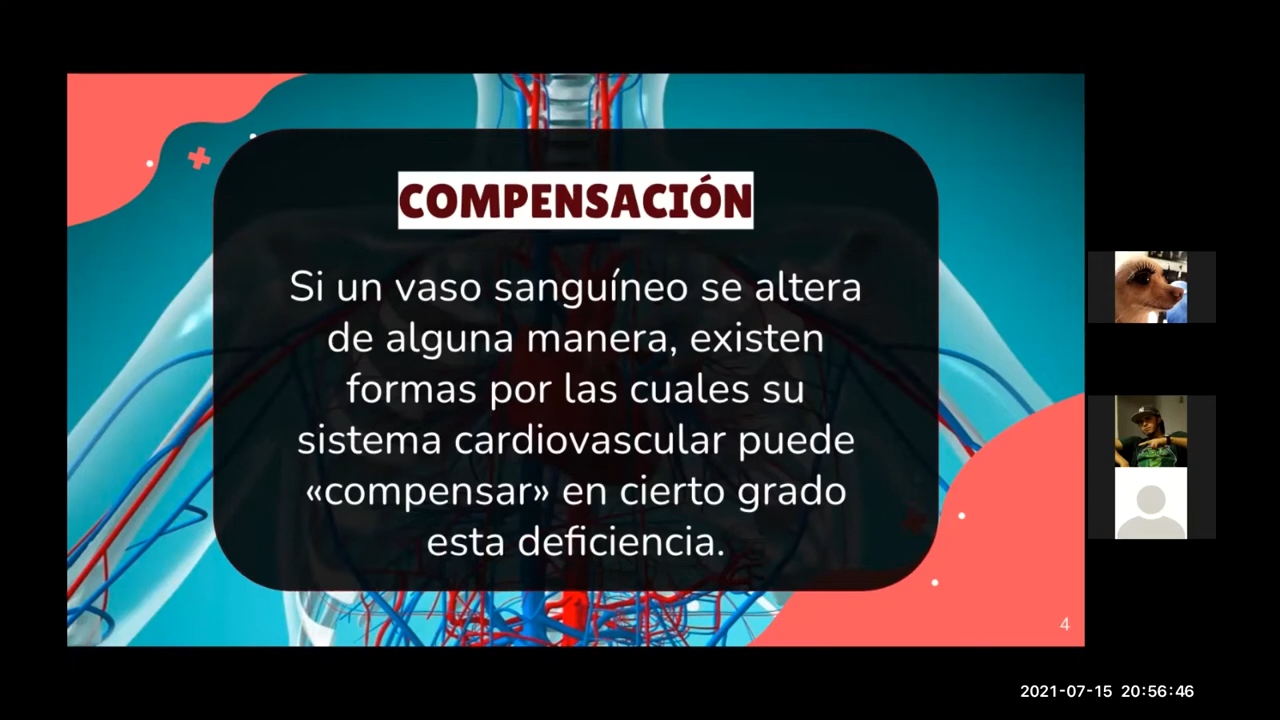 COMPENSACIÓN
Si un vaso sanguíneo se altera
de alguna manera, existen
formas por las cuales su
sistema cardiovascular puede
«compensar» en cierto grado
esta deficiencia.
4
2021-07-15 20:56:46